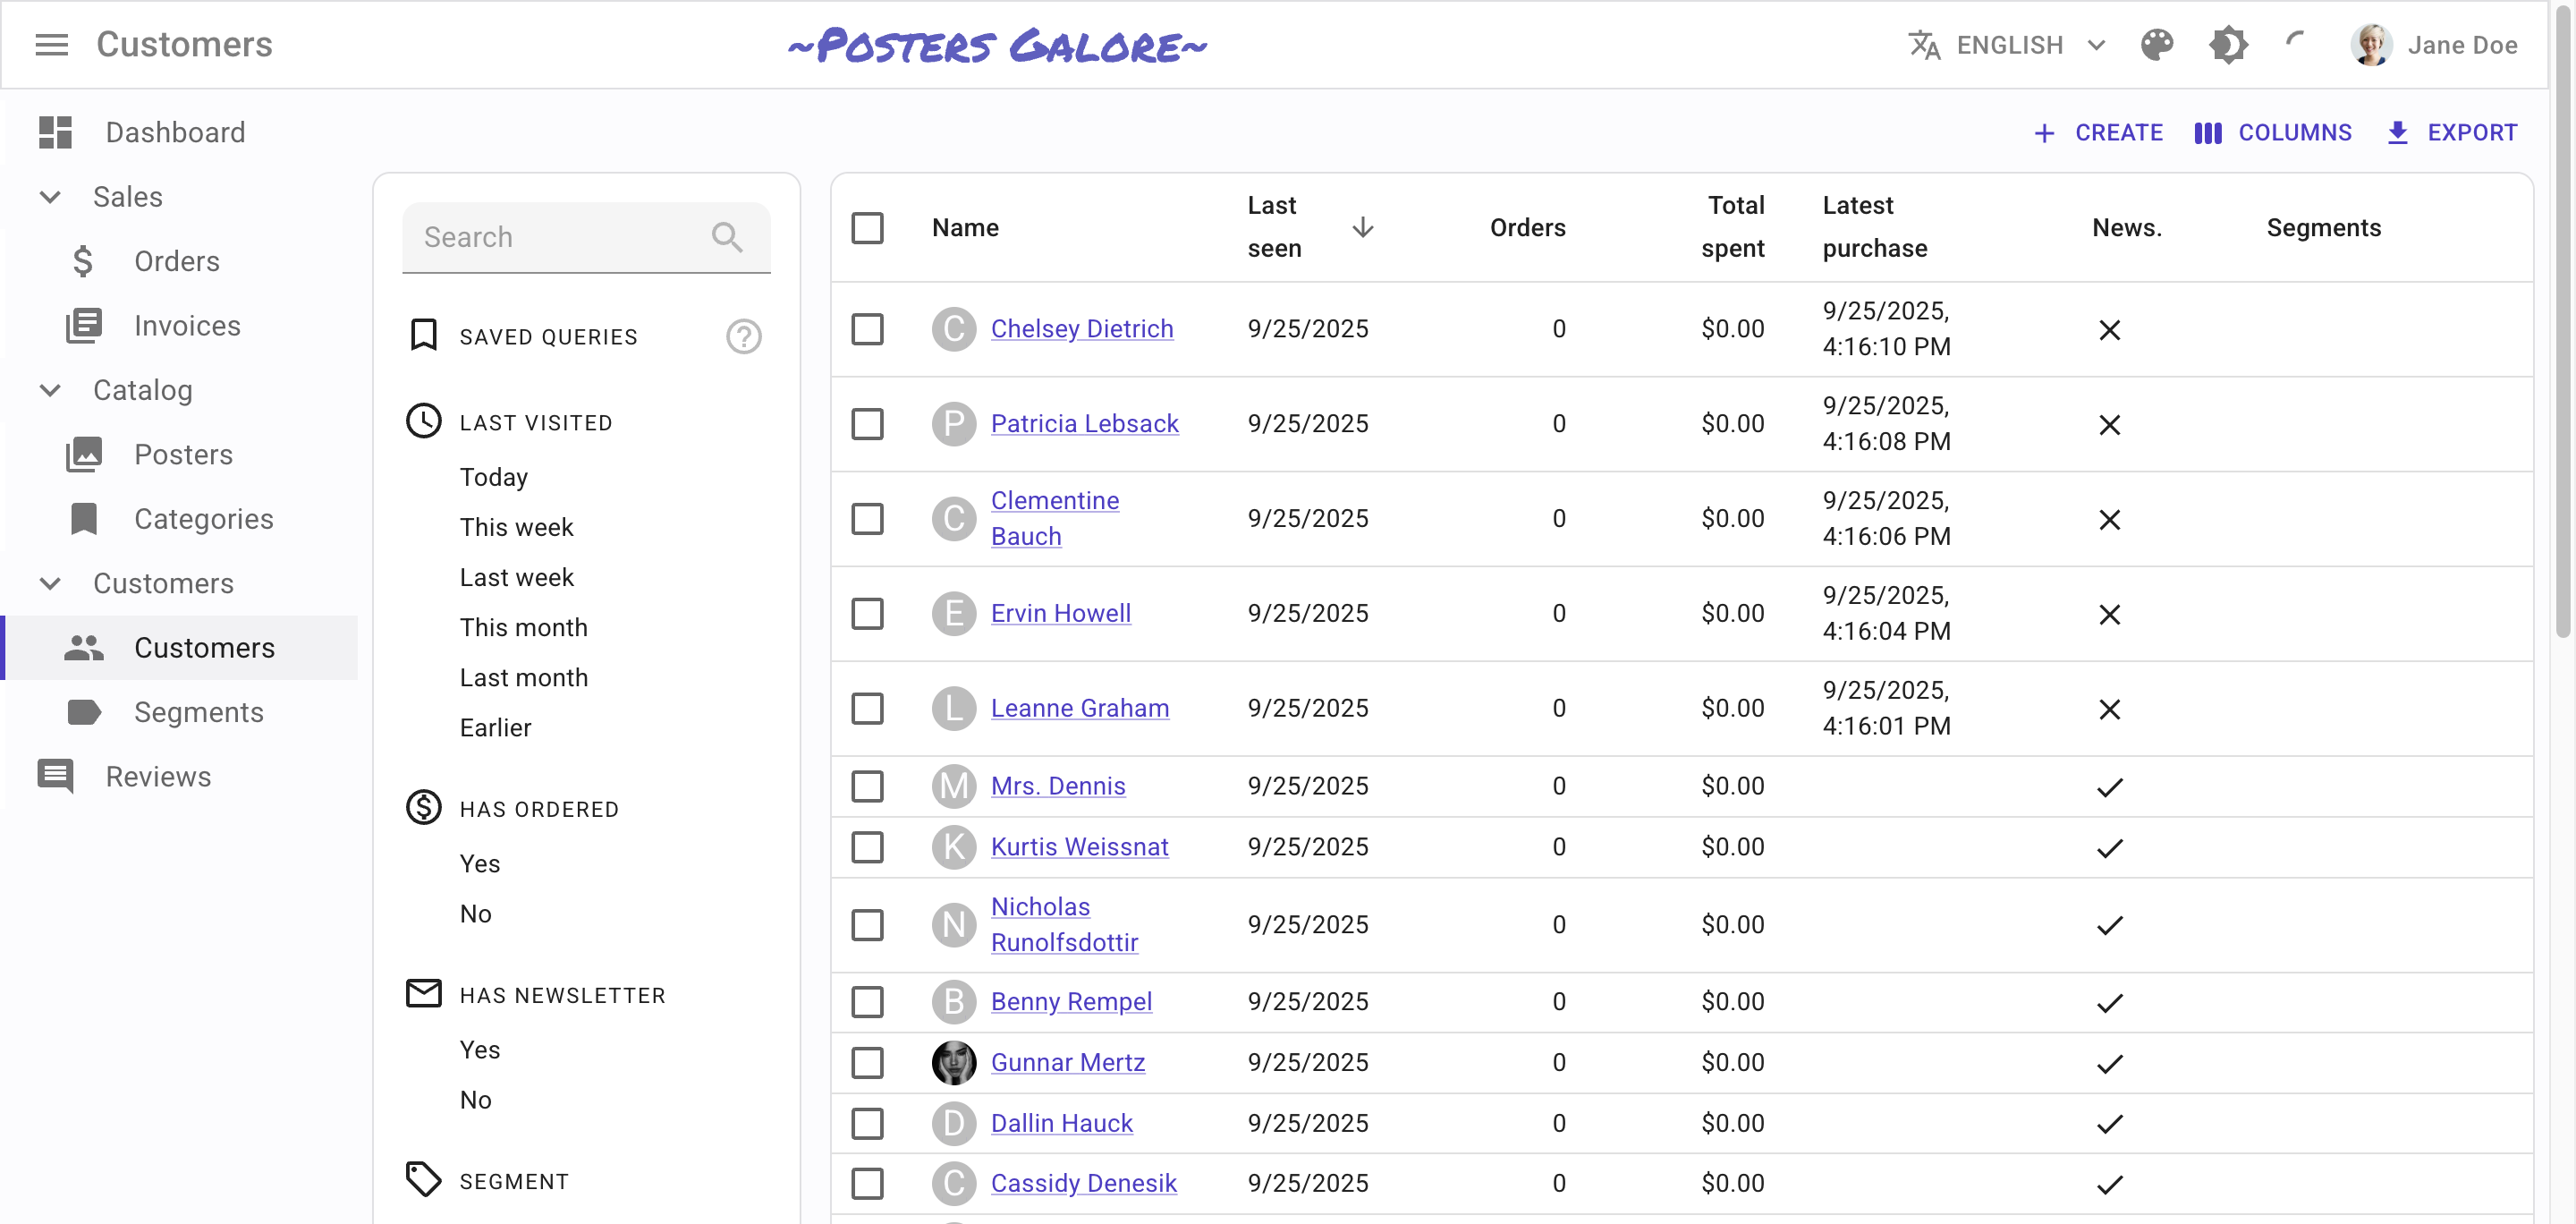 Customers
~Posters Galore~
ENGLISH
Jane Doe
Dashboard
Sales
Orders
Invoices
Catalog
Posters
Categories
Customers
Customers
Segments
Reviews
CREATE
COLUMNS
EXPORT
Search
SAVED QUERIES
?
LAST VISITED
Today
This week
Last week
This month
Last month
Earlier
HAS ORDERED
Yes
No
HAS NEWSLETTER
Yes
No
SEGMENT
Name
Last
seen
Orders
Total
spent
Latest
purchase
News.
Segments
C Chelsey Dietrich 9/25/2025 0 $0.00 9/25/2025,
4:16:10 PM
P Patricia Lebsack 9/25/2025 0 $0.00 9/25/2025,
4:16:08 PM
C Clementine
Bauch 9/25/2025 0 $0.00 9/25/2025,
4:16:06 PM
E Ervin Howell 9/25/2025 0 $0.00 9/25/2025,
4:16:04 PM
L Leanne Graham 9/25/2025 0 $0.00 9/25/2025,
4:16:01 PM
M Mrs. Dennis 9/25/2025 0 $0.00
K Kurtis Weissnat 9/25/2025 0 $0.00
N Nicholas
Runolfsdottir 9/25/2025 0 $0.00
B Benny Rempel 9/25/2025 0 $0.00
Gunnar Mertz 9/25/2025 0 $0.00
D Dallin Hauck 9/25/2025 0 $0.00
C Cassidy Denesik 9/25/2025 0 $0.00